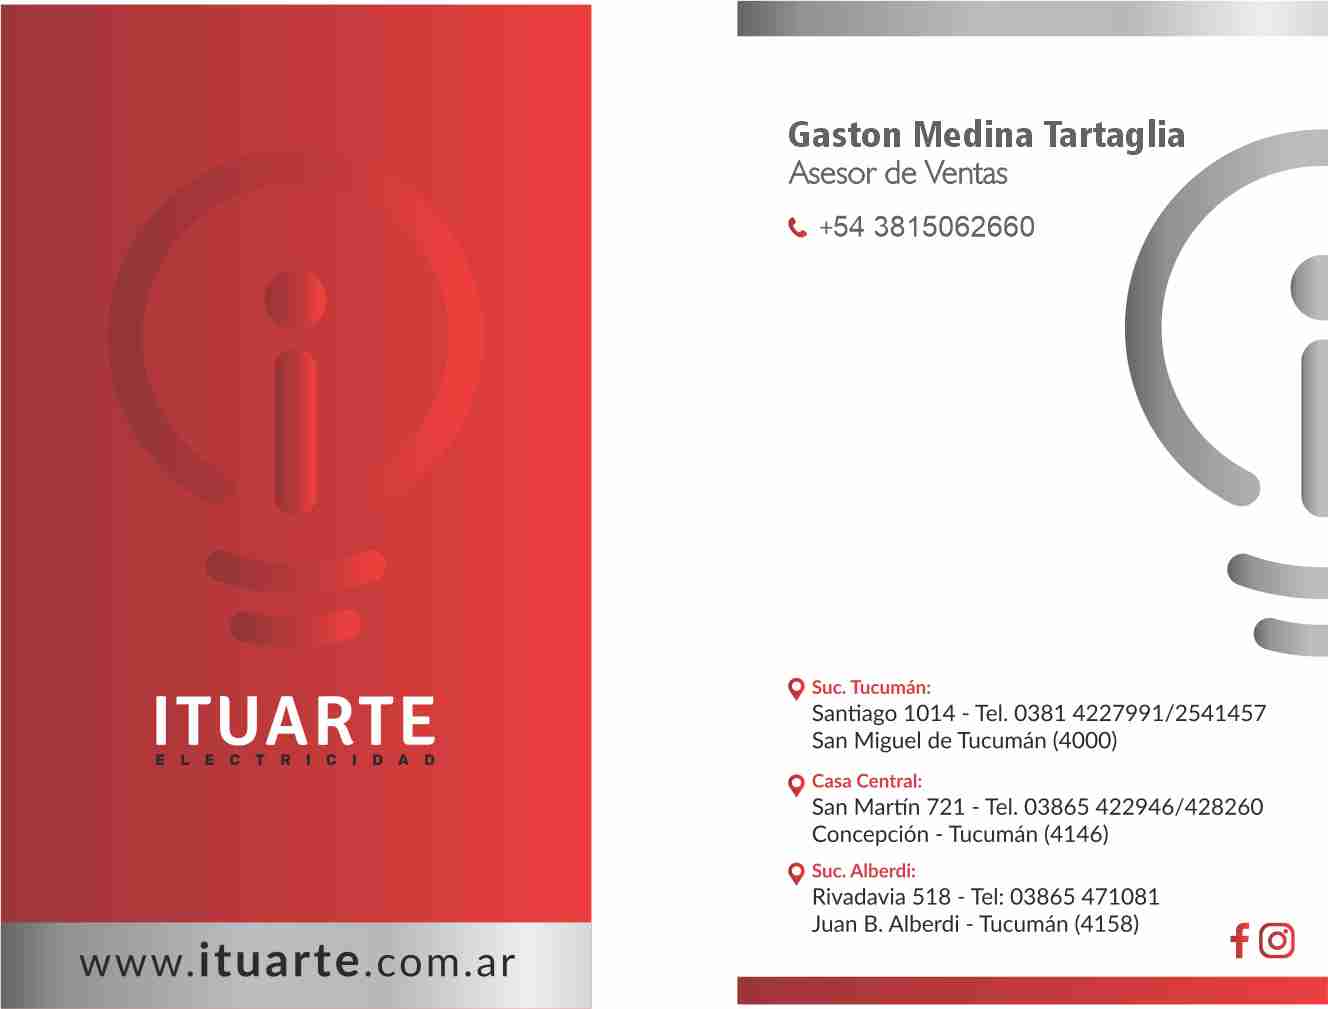 ITUARTE
ELECTRICIDAD
www.ituarte.com.ar
Gaston Medina Tartaglia
Asesor de Ventas
+54 3815062660
Suc. Tucumán:
Santiago 1014 - Tel. 0381 4227991/2541457
San Miguel de Tucumán (4000)
Casa Central:
San Martín 721 - Tel. 03865 422946/428260
Concepción - Tucumán (4146)
Suc. Alberdi:
Rivadavia 518 - Tel: 03865 471081
Juan B. Alberdi - Tucumán (4158)